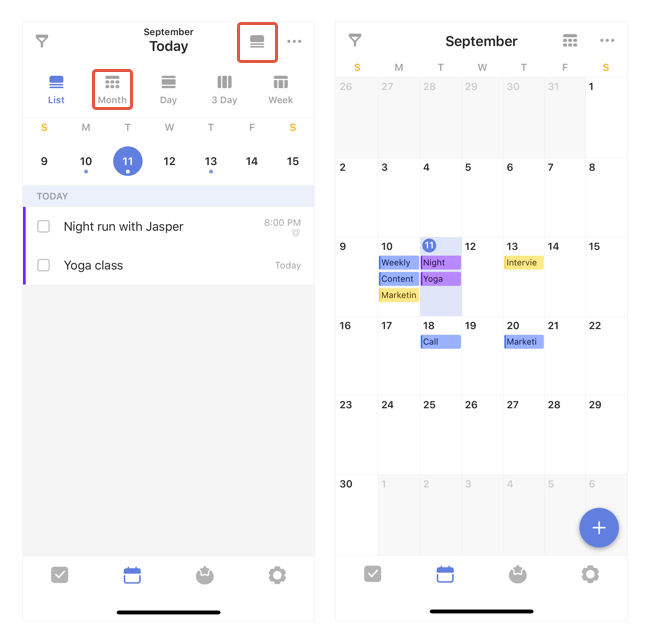 September
Today
List Month Day 3 Day Week
S M T W T F S
9 10 11 12 13 14 15
TODAY
Night run with Jasper 8:00 PM
Yoga class Today
September
S M T W T F S
26 27 28 29 30 31 1
2 3 4 5 6 7 8
9 10 11 12 13 14 15
Weekly Night Intervie
Content Yoga
Marketin
16 17 18 19 20 21 22
Call Marketi
23 24 25 26 27 28 29
30 1 2 3 4 5 6